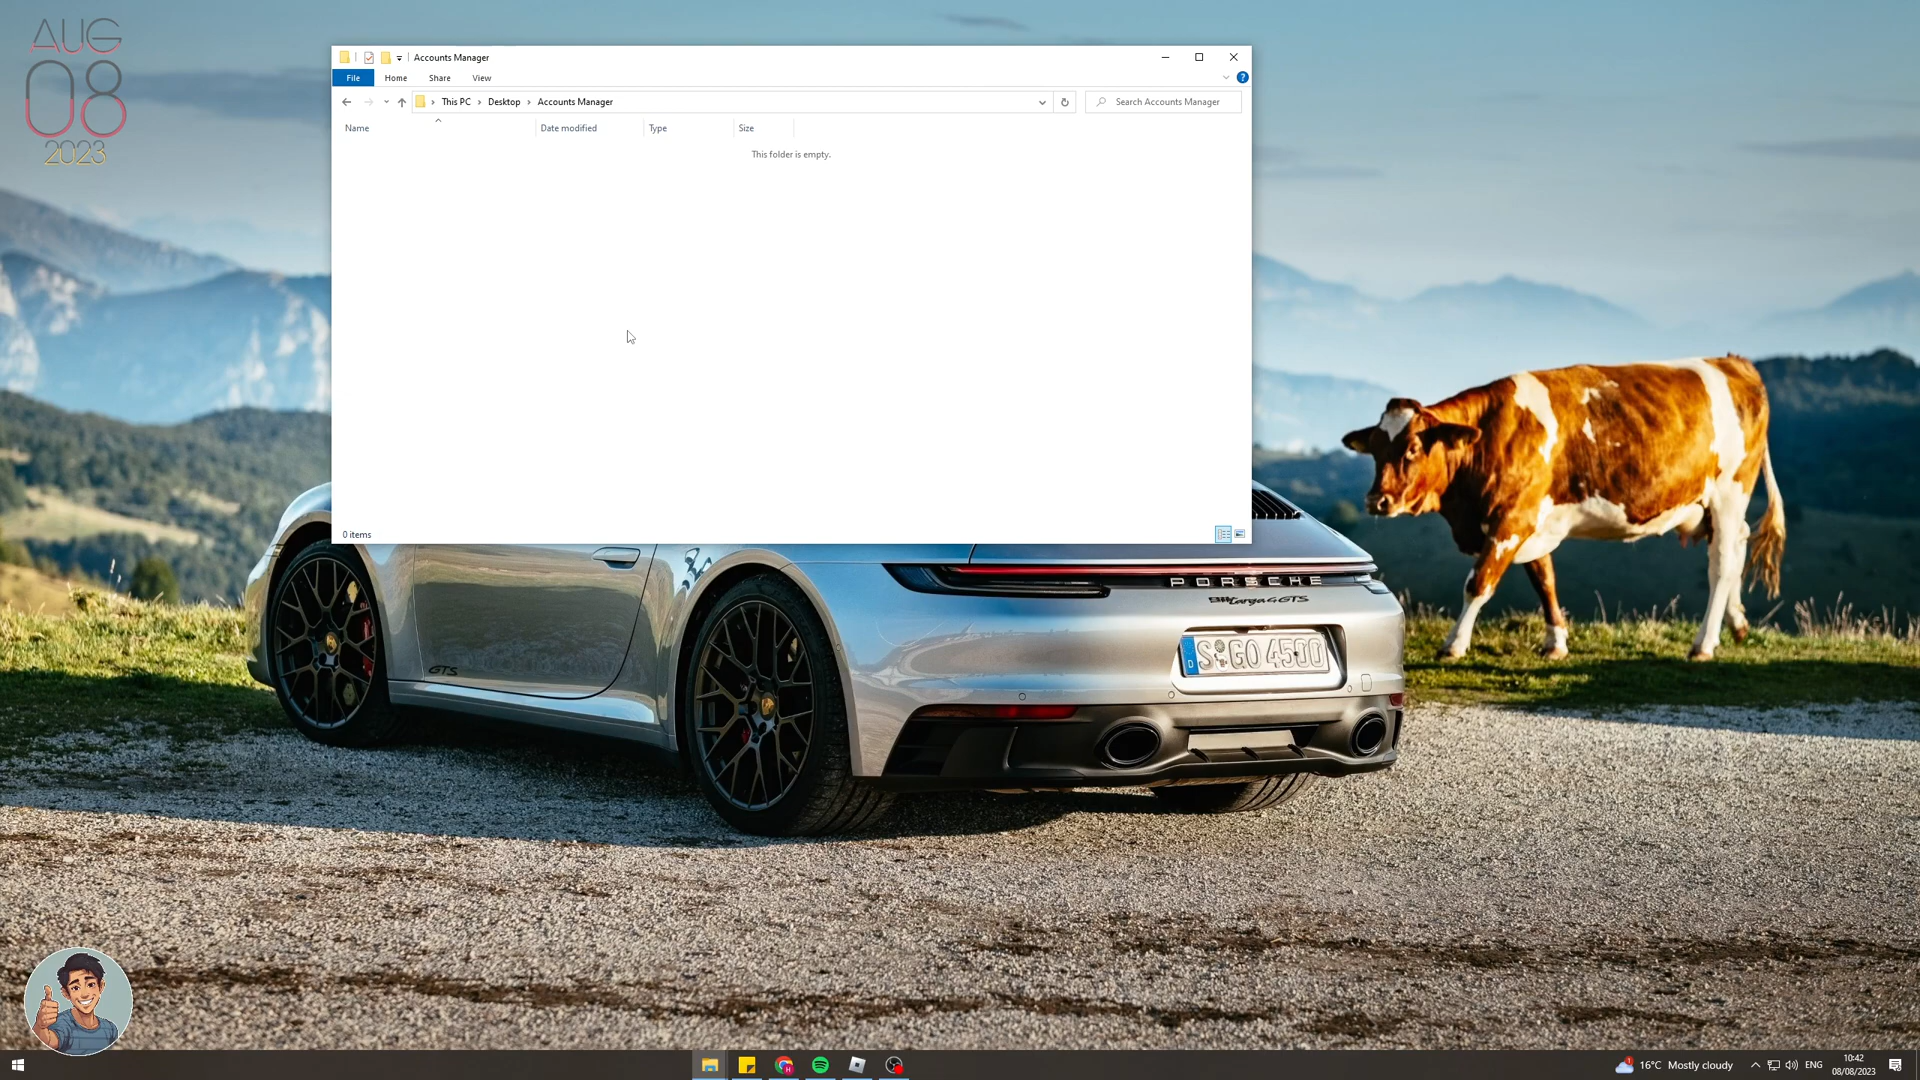 AUG
08
2023
Accounts Manager
File Home Share View
This PC Desktop Accounts Manager
Search Accounts Manager
Name Date modified Type Size
This folder is empty.
0 items
PORSCHE
911 targa 4 GTS
GTS
S GO 4500
D
16°C Mostly cloudy
ENG
10:42
08/08/2023